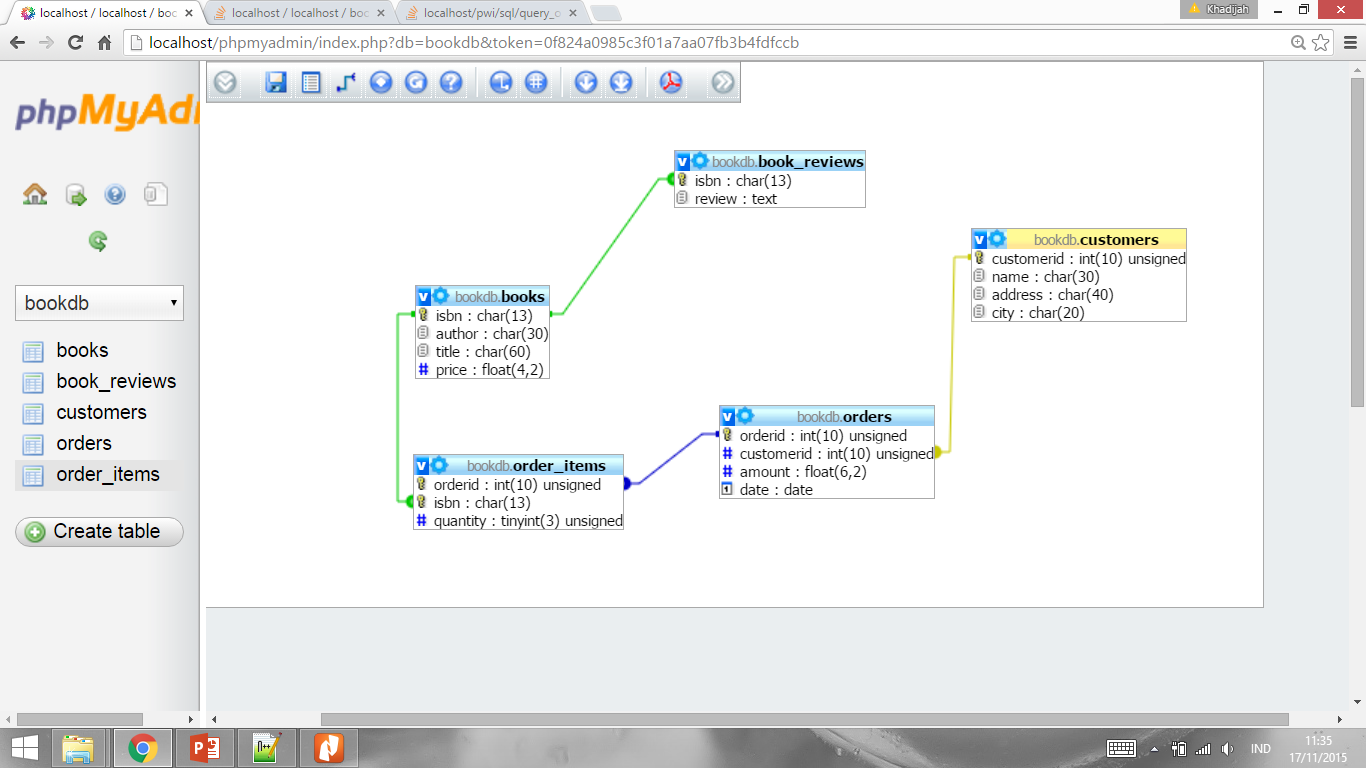 localhost / localhost / boc
localhost / localhost / boc
localhost/pwi/sql/query_o
Khadijah
localhost/phpmyadmin/index.php?db=bookdb&token=0f824a0985c3f01a7aa07fb3b4fdfccb
phpMyAd
bookdb
books
book_reviews
customers
orders
order_items
Create table
v bookdb.book_reviews
isbn : char(13)
review : text
v bookdb.customers
customerid : int(10) unsigned
name : char(30)
address : char(40)
city : char(20)
v bookdb.books
isbn : char(13)
author : char(30)
title : char(60)
# price : float(4,2)
v bookdb.orders
orderid : int(10) unsigned
# customerid : int(10) unsigned
# amount : float(6,2)
date : date
v bookdb.order_items
orderid : int(10) unsigned
isbn : char(13)
# quantity : tinyint(3) unsigned
IND
11:35
17/11/2015